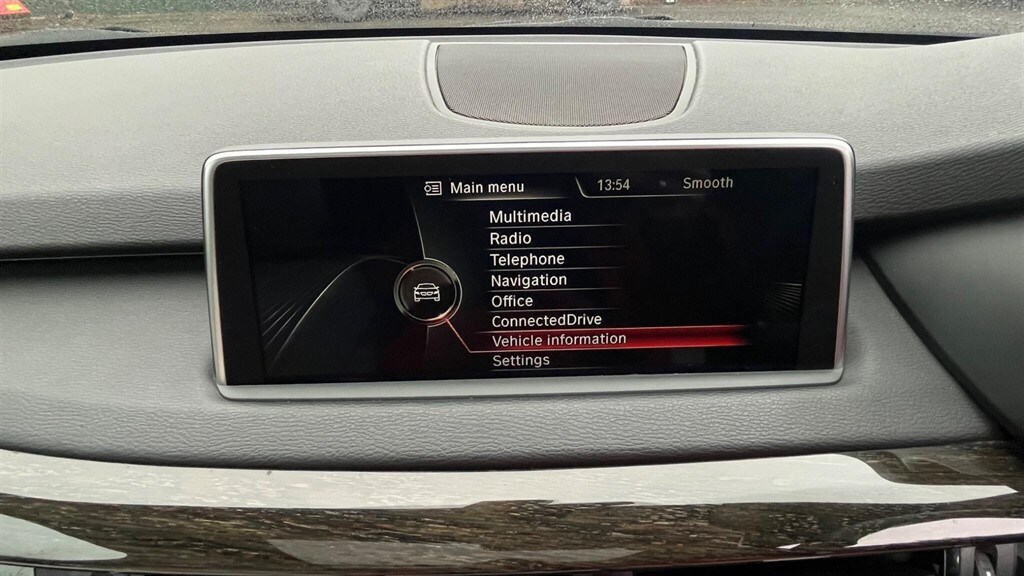 Main menu 13:54 Smooth
Multimedia
Radio
Telephone
Navigation
Office
ConnectedDrive
Vehicle information
Settings